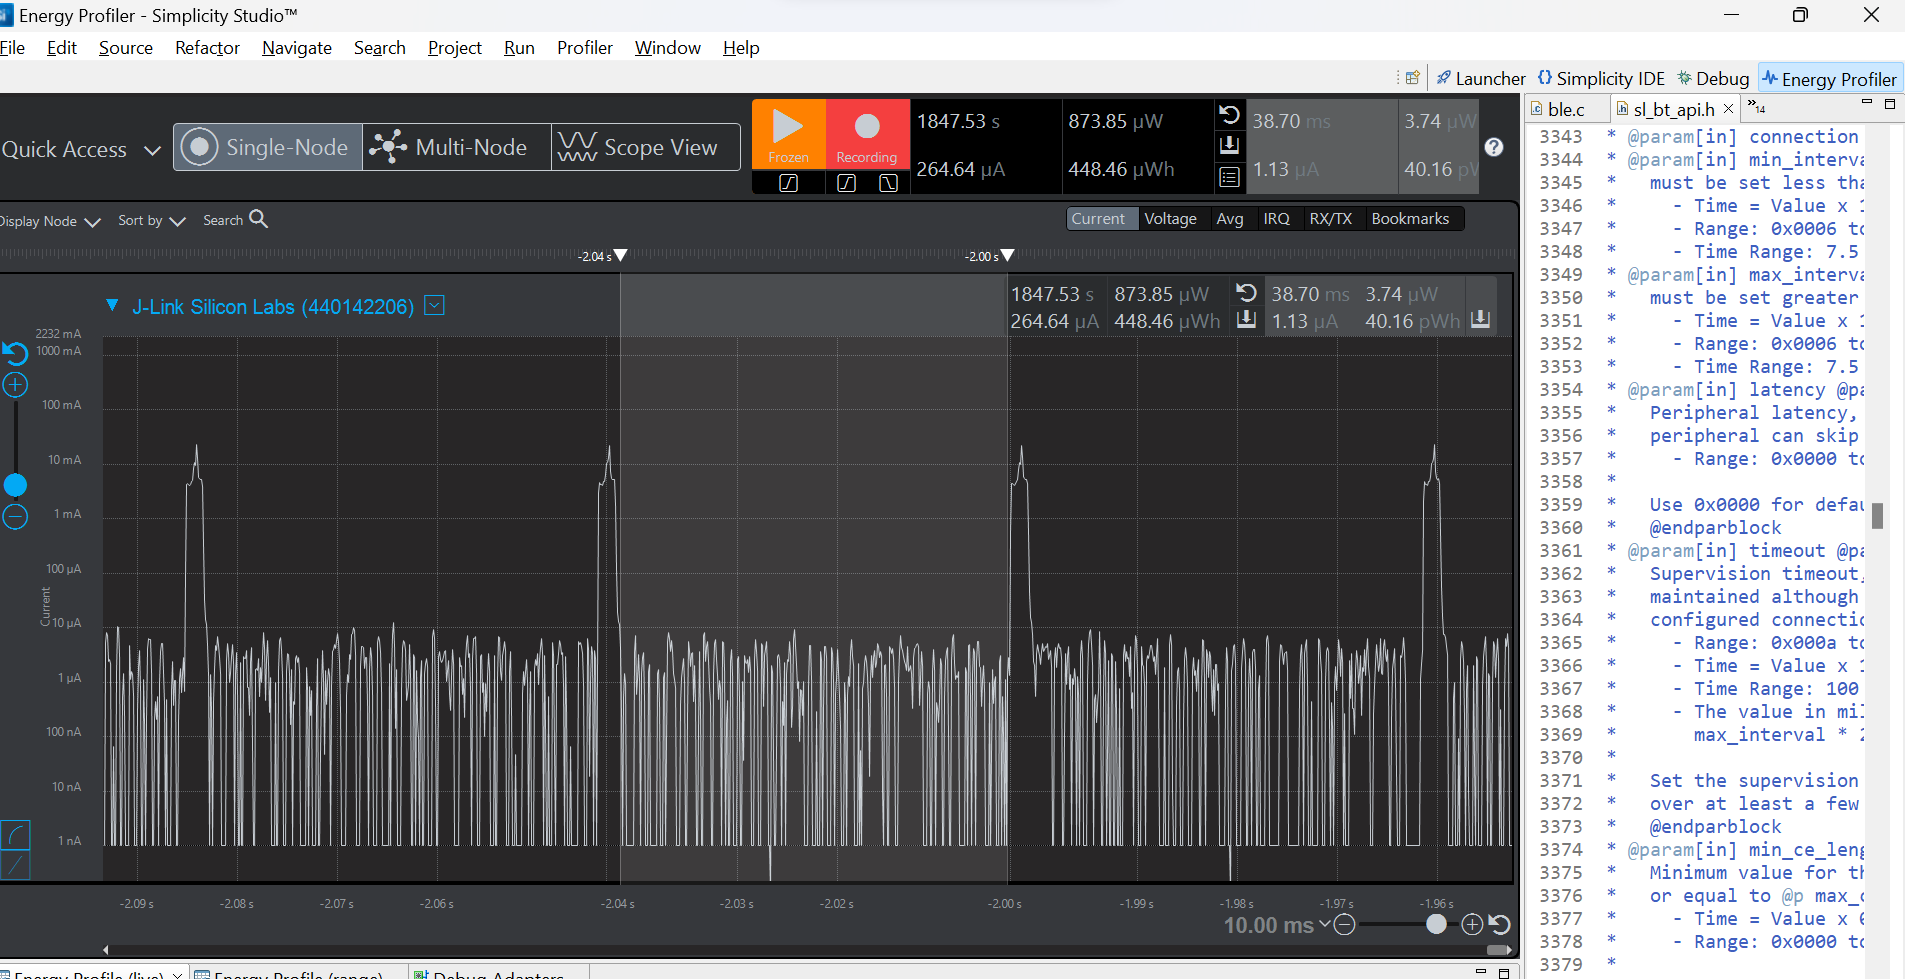 Energy Profiler - Simplicity Studio™
File Edit Source Refactor Navigate Search Project Run Profiler Window Help
Launcher {} Simplicity IDE Debug Energy Profiler
Quick Access Single-Node Multi-Node Scope View
Frozen Recording
1847.53 s 873.85 µW 38.70 ms 3.74 µW
264.64 µA 448.46 µWh 1.13 µA 40.16 pW
Display Node Sort by Search
Current Voltage Avg IRQ RX/TX Bookmarks
-2.04 s -2.00 s
J-Link Silicon Labs (440142206)
1847.53 s 873.85 µW 38.70 ms 3.74 µW
264.64 µA 448.46 µWh 1.13 µA 40.16 pWh
2232 mA
1000 mA
100 mA
10 mA
1 mA
100 µA
10 µA
1 µA
100 nA
10 nA
1 nA
Current
-2.09 s -2.08 s -2.07 s -2.06 s -2.04 s -2.03 s -2.02 s -2.00 s -1.99 s -1.98 s -1.97 s -1.96 s
10.00 ms
Energy Profile (live) Energy Profile (range) Debug Adapters
ble.c sl_bt_api.h »14
3343 * @param[in] connection
3344 * @param[in] min_interva
3345 * must be set less tha
3346 * - Time = Value x 1
3347 * - Range: 0x0006 to
3348 * - Time Range: 7.5
3349 * @param[in] max_interva
3350 * must be set greater
3351 * - Time = Value x 1
3352 * - Range: 0x0006 to
3353 * - Time Range: 7.5
3354 * @param[in] latency @pa
3355 * Peripheral latency,
3356 * peripheral can skip
3357 * - Range: 0x0000 to
3358 *
3359 * Use 0x0000 for defau
3360 * @endparblock
3361 * @param[in] timeout @pa
3362 * Supervision timeout,
3363 * maintained although
3364 * configured connectio
3365 * - Range: 0x000a to
3366 * - Time = Value x 1
3367 * - Time Range: 100
3368 * - The value in mil
3369 * max_interval * 2
3370 *
3371 * Set the supervision
3372 * over at least a few
3373 * @endparblock
3374 * @param[in] min_ce_leng
3375 * Minimum value for th
3376 * or equal to @p max_c
3377 * - Time = Value x 0
3378 * - Range: 0x0000 to
3379 *